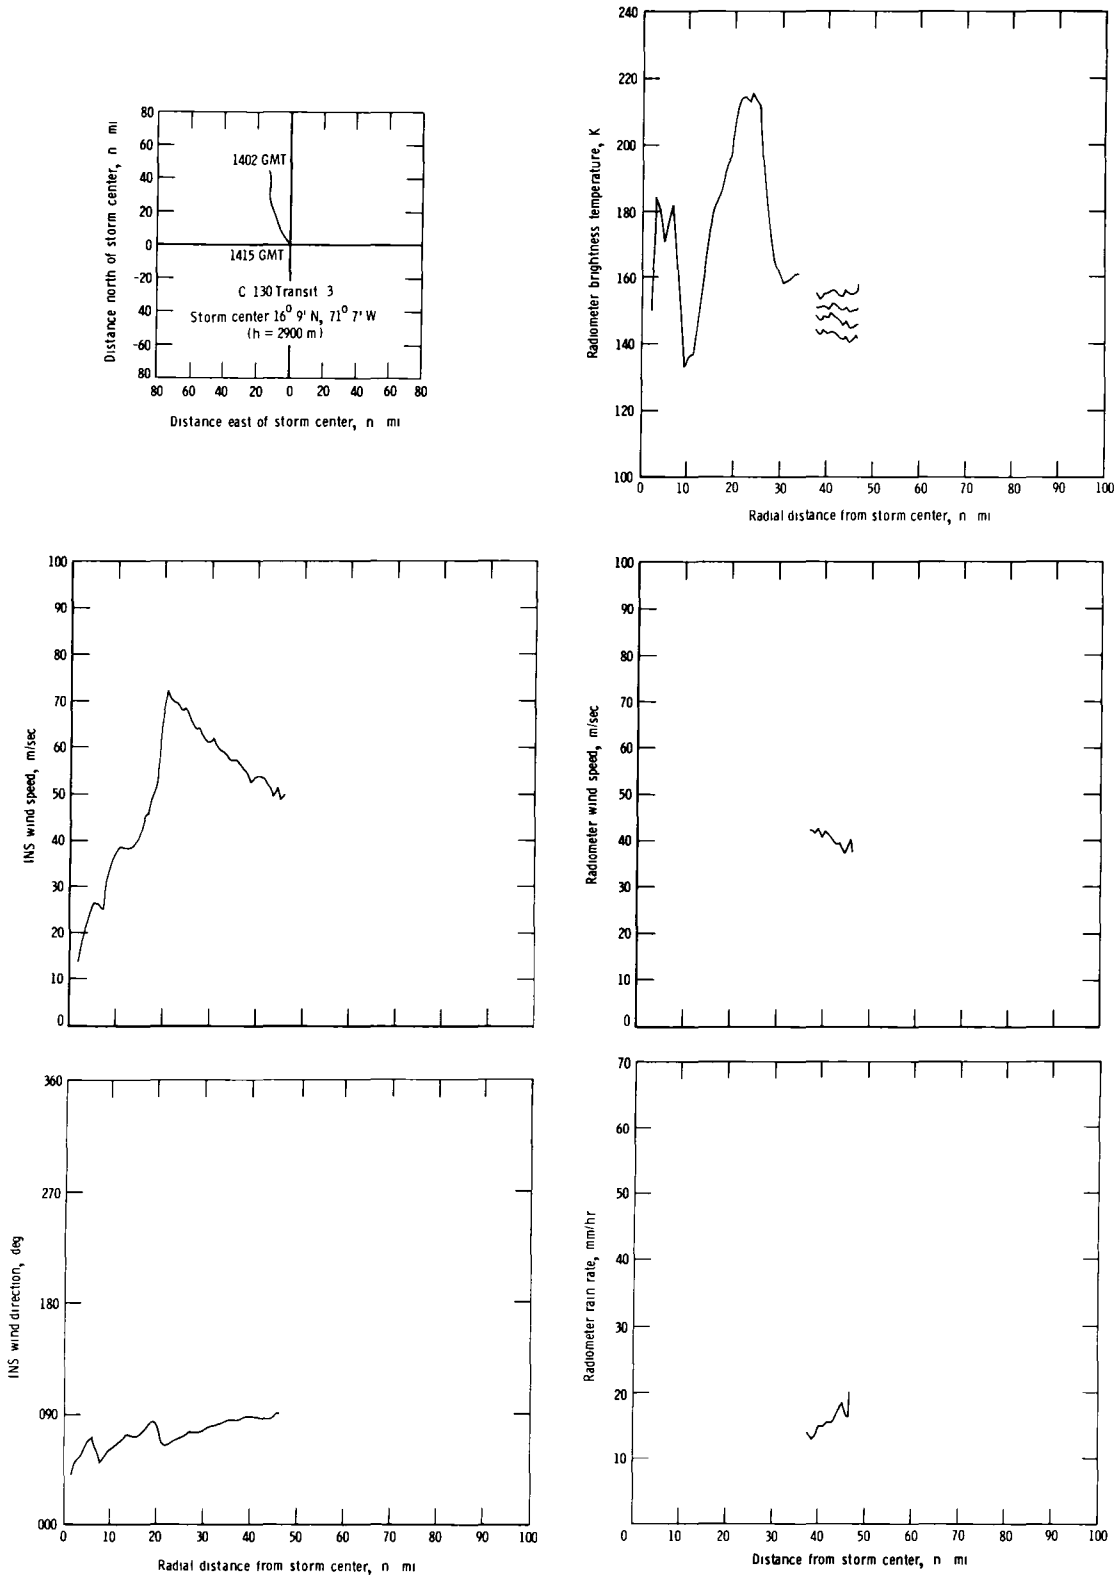 80
60
40
20
0
-20
-40
-60
80
Distance north of storm center, n mi
1402 GMT
1415 GMT
C 130 Transit 3
Storm center 16° 9' N, 71° 7' W
(h = 2900 m)
80 60 40 20 0 20 40 60 80
Distance east of storm center, n mi
240
220
200
180
160
140
120
100
Radiometer brightness temperature, K
0 10 20 30 40 50 60 70 80 90 100
Radial distance from storm center, n mi
100
90
80
70
60
50
40
30
20
10
0
INS wind speed, m/sec
100
90
80
70
60
50
40
30
20
10
0
Radiometer wind speed, m/sec
360
270
180
090
000
INS wind direction, deg
0 10 20 30 40 50 60 70 80 90 100
Radial distance from storm center, n mi
70
60
50
40
30
20
10
Radiometer rain rate, mm/hr
0 10 20 30 40 50 60 70 80 90 100
Distance from storm center, n mi